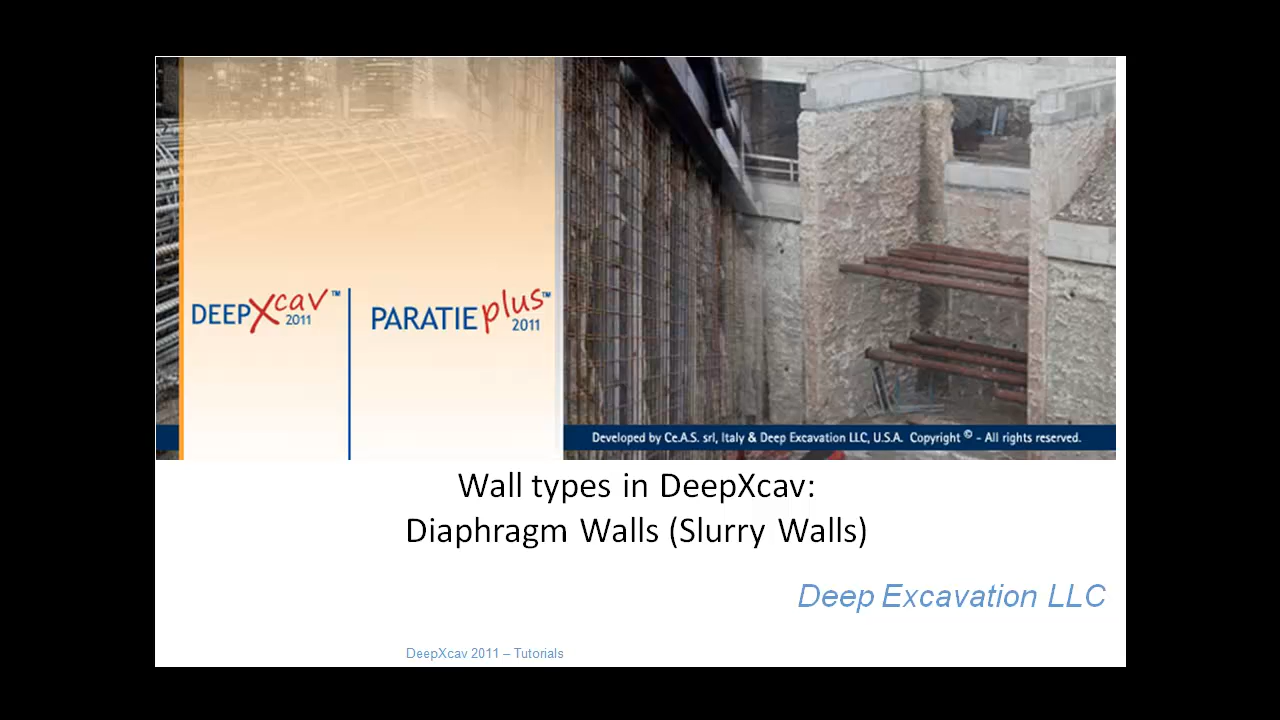 DEEPXcav™ 2011
PARATIEplus™ 2011
Developed by Ce.A.S. srl, Italy & Deep Excavation LLC, U.S.A. Copyright © - All rights reserved.
Wall types in DeepXcav:
Diaphragm Walls (Slurry Walls)
Deep Excavation LLC
DeepXcav 2011 – Tutorials